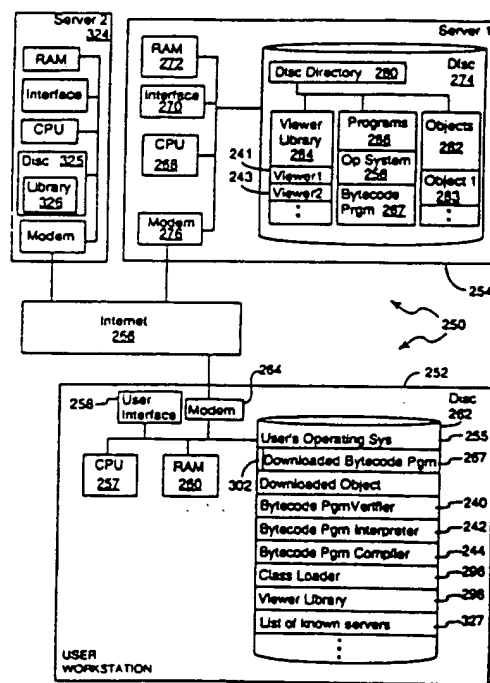 Server 2
324
RAM
Interface
CPU
Disc 325
Library
326
Modem
Server 1
RAM
272
Interface
270
CPU
268
Modem
276
Disc
274
Disc Directory 280
Viewer
Library
284
241
Viewer1
243
Viewer2
Programs
286
Op System
258
Bytecode
Prgm 267
Objects
282
Object 1
283
254
250
Internet
256
264
252
258
User
Interface
Modem
CPU
257
RAM
260
302
Disc
262
User's Operating Sys
255
Downloaded Bytecode Pgm
267
Downloaded Object
Bytecode PgmVerifier
240
Bytecode Pgm Interpreter
242
Bytecode Pgm Compiler
244
Class Loader
296
Viewer Library
298
List of known servers
327
USER
WORKSTATION